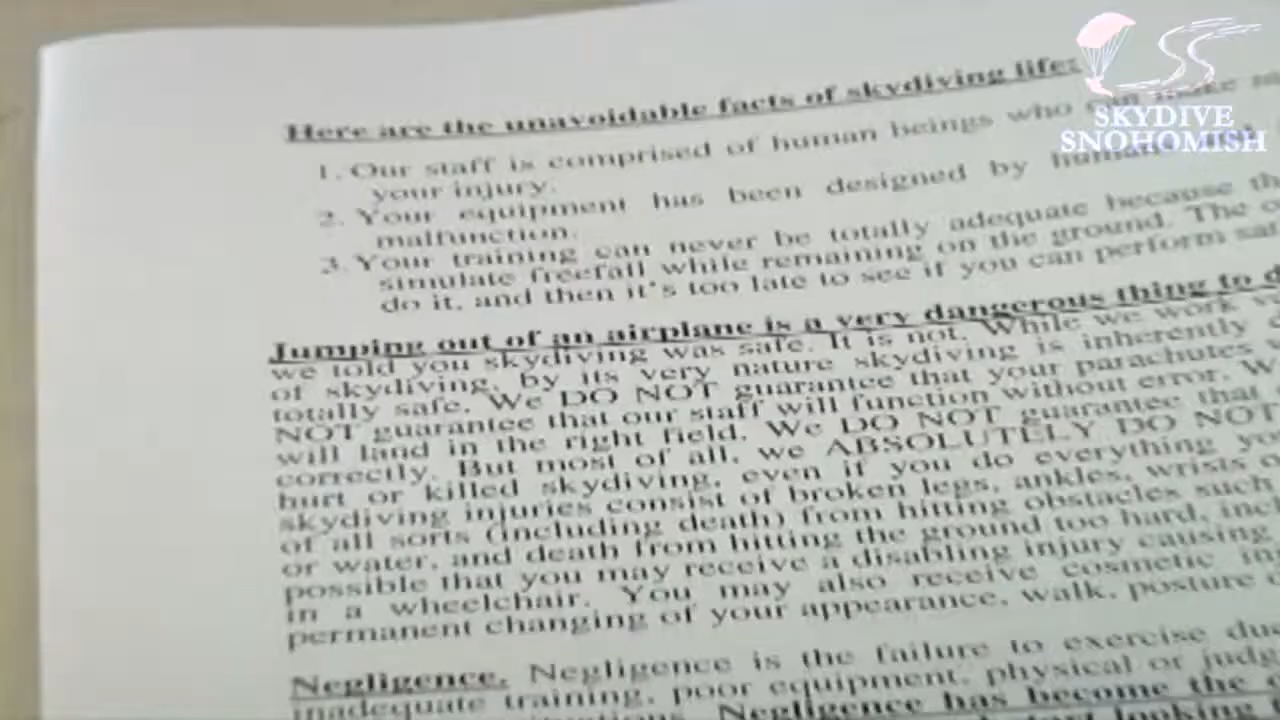 SKYDIVE
SNOHOMISH
Here are the unavoidable facts of skydiving life:
1. Our staff is comprised of human beings who can make
your injury.
2. Your equipment has been designed by humans and
malfunction.
3. Your training can never be totally adequate because
simulate freefall while remaining on the ground. The
do it, and then it's too late to see if you can perform
Jumping out of an airplane is a very dangerous thing to
we told you skydiving was safe. It is not. While we work
of skydiving, by its very nature skydiving is inherently
totally safe. We DO NOT guarantee that your parachutes
NOT guarantee that our staff will function without error.
will land in the right field. We DO NOT guarantee that
correctly. But most of all, we ABSOLUTELY DO NOT
hurt or killed skydiving, even if you do everything
skydiving injuries consist of broken legs, ankles, wrists
of all sorts (including death) from hitting obstacles such
or water, and death from hitting the ground too hard,
possible that you may receive a disabling injury causing
in a wheelchair. You may also receive cosmetic
permanent changing of your appearance, walk, posture
Negligence. Negligence is the failure to exercise
inadequate training, poor equipment, physical or
Negligence has become the